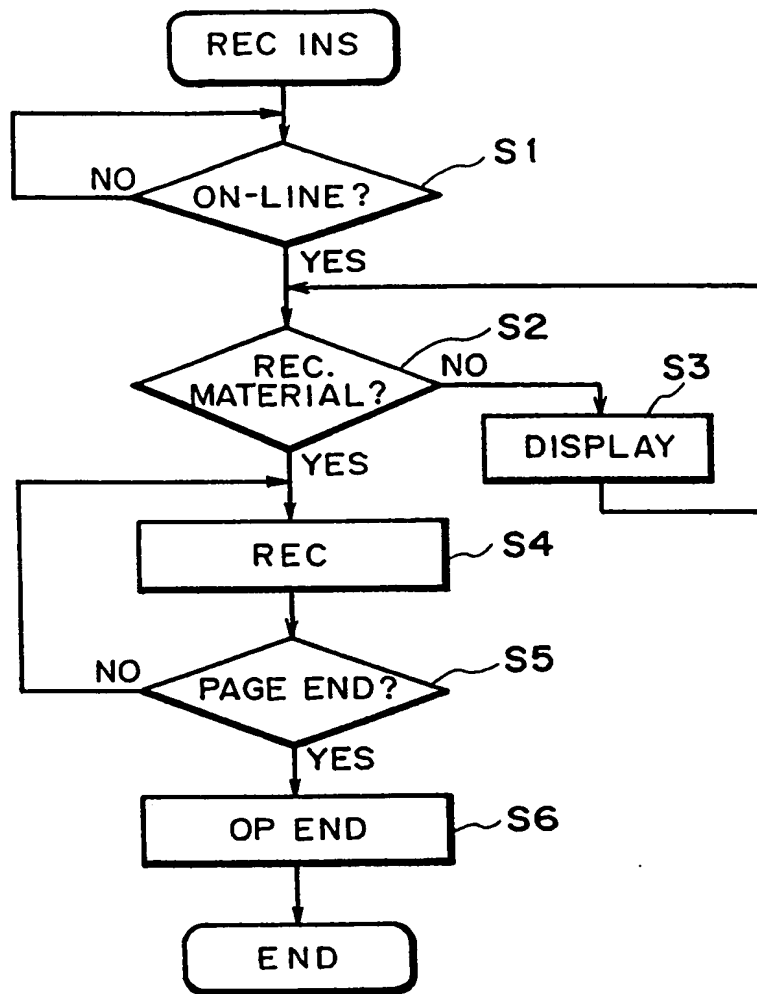 REC INS
S1
NO
ON-LINE?
YES
S2
REC.
MATERIAL?
NO
S3
DISPLAY
YES
REC
S4
NO
PAGE END?
S5
YES
OP END
S6
END